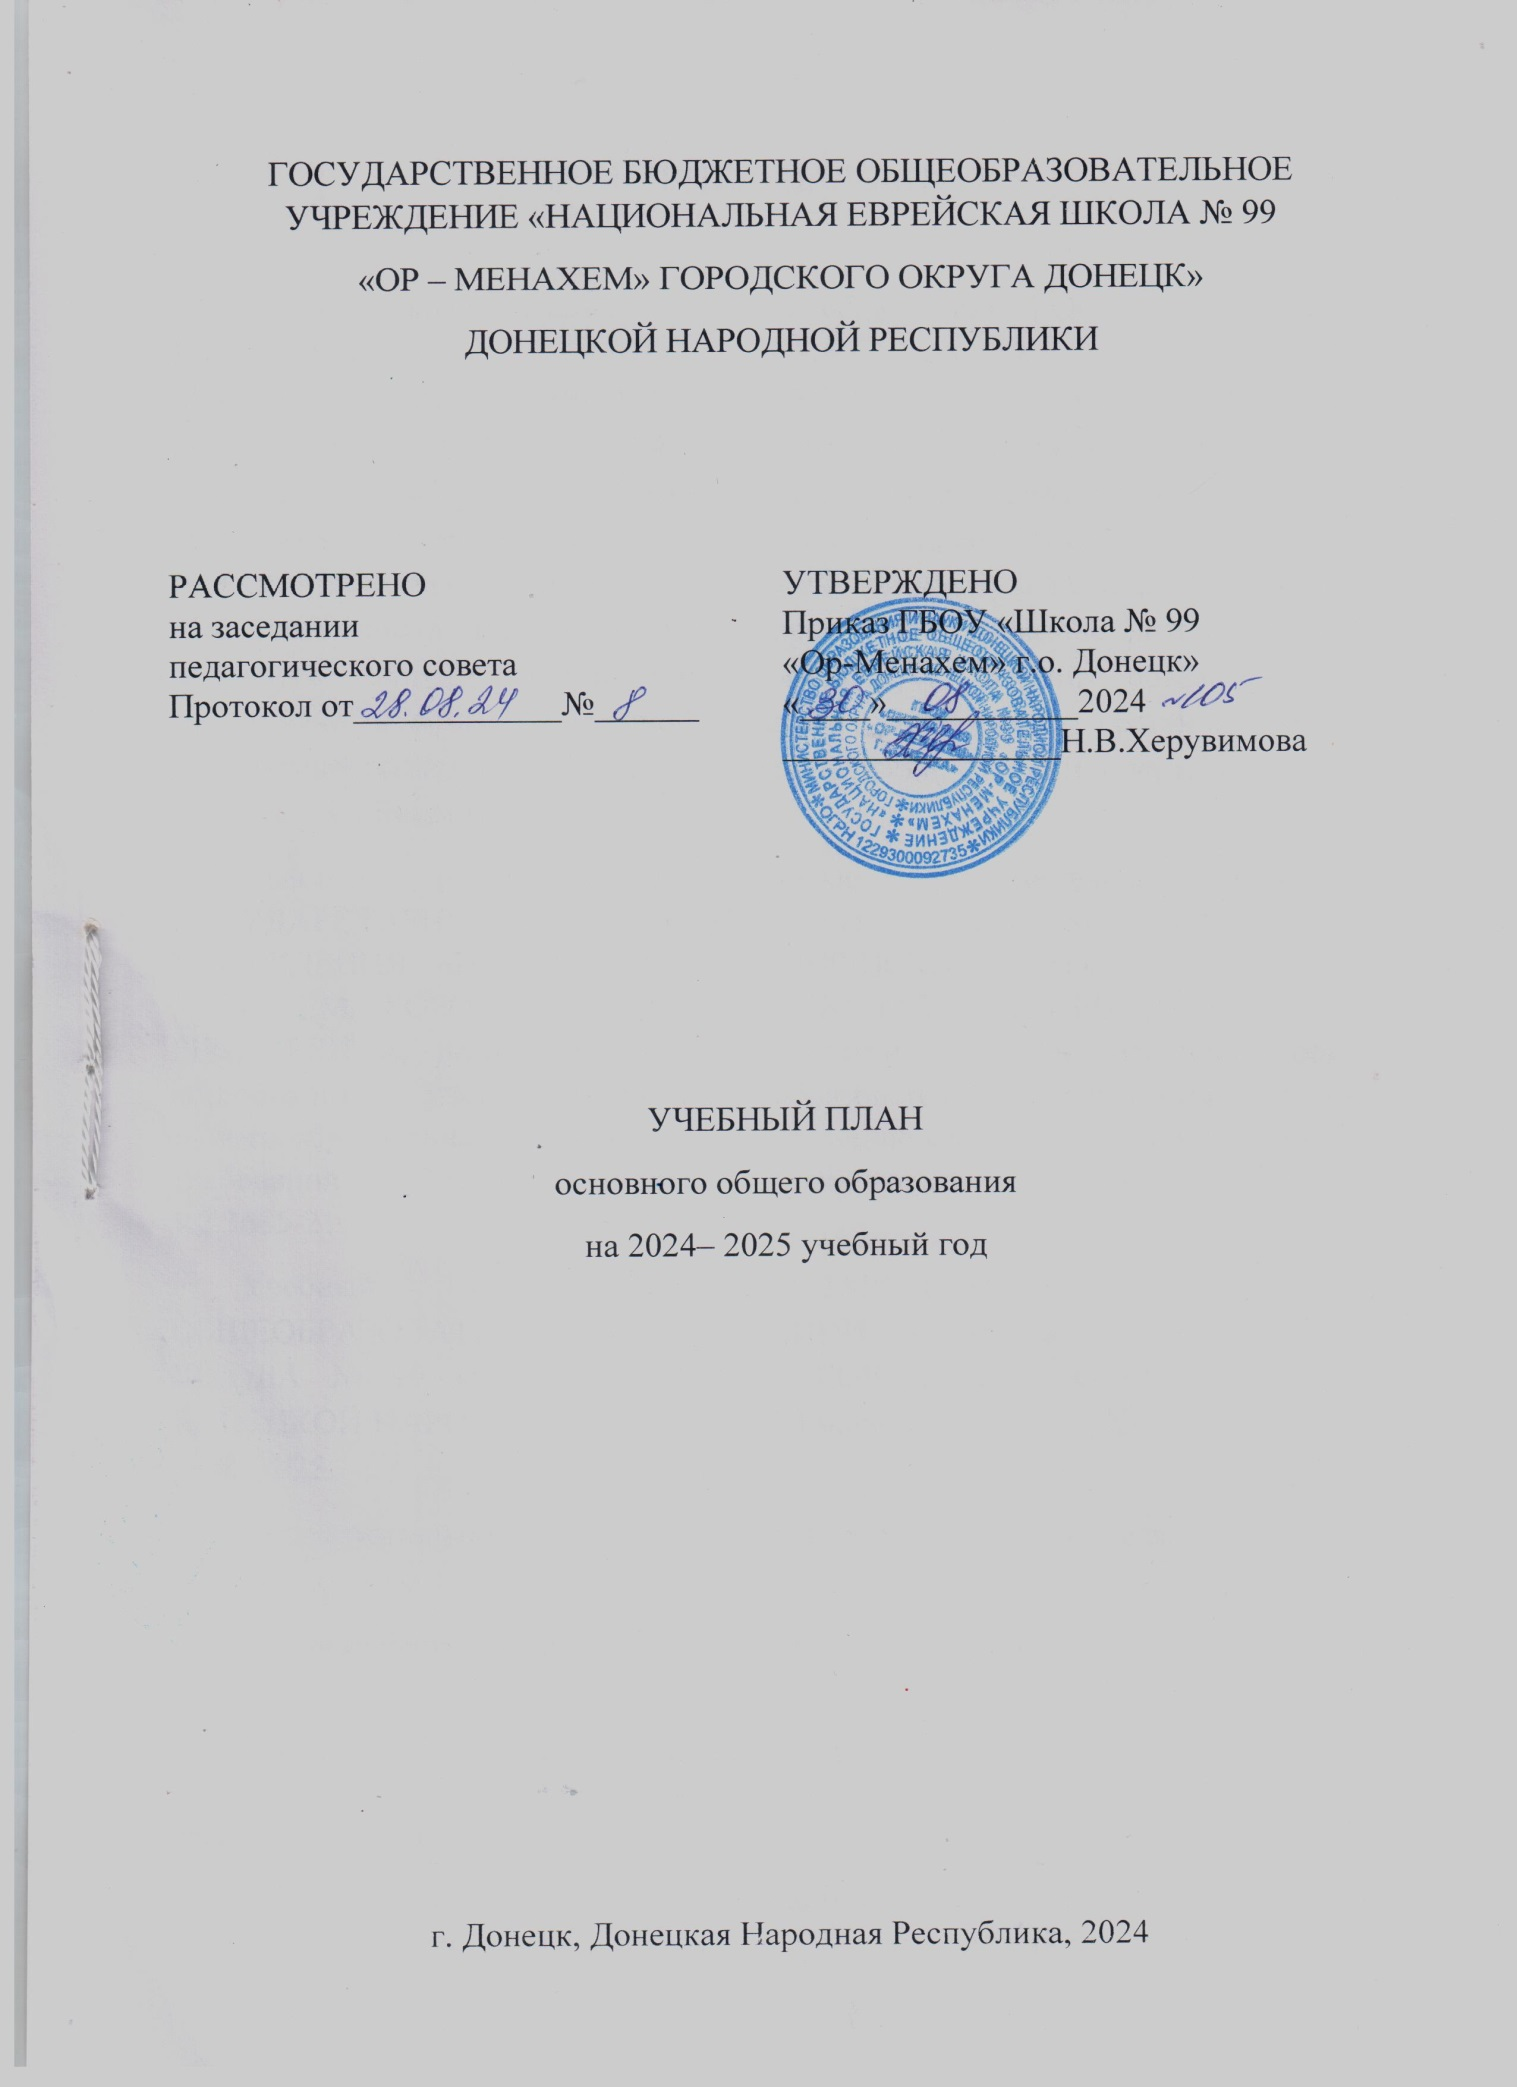 ГОСУДАРСТВЕННОЕ БЮДЖЕТНОЕ ОБЩЕОБРАЗОВАТЕЛЬНОЕ
УЧРЕЖДЕНИЕ «НАЦИОНАЛЬНАЯ ЕВРЕЙСКАЯ ШКОЛА № 99
«ОР – МЕНАХЕМ» ГОРОДСКОГО ОКРУГА ДОНЕЦК»
ДОНЕЦКОЙ НАРОДНОЙ РЕСПУБЛИКИ
РАССМОТРЕНО
на заседании
педагогического совета
Протокол от 28.08.24 № 8
УТВЕРЖДЕНО
Приказ ГБОУ «Школа № 99
«Ор-Менахем» г.о. Донецк»
«30» 08 2024 №105
Н.В.Херувимова
ОГРН 1229300092735
УЧЕБНЫЙ ПЛАН
основного общего образования
на 2024– 2025 учебный год
г. Донецк, Донецкая Народная Республика, 2024